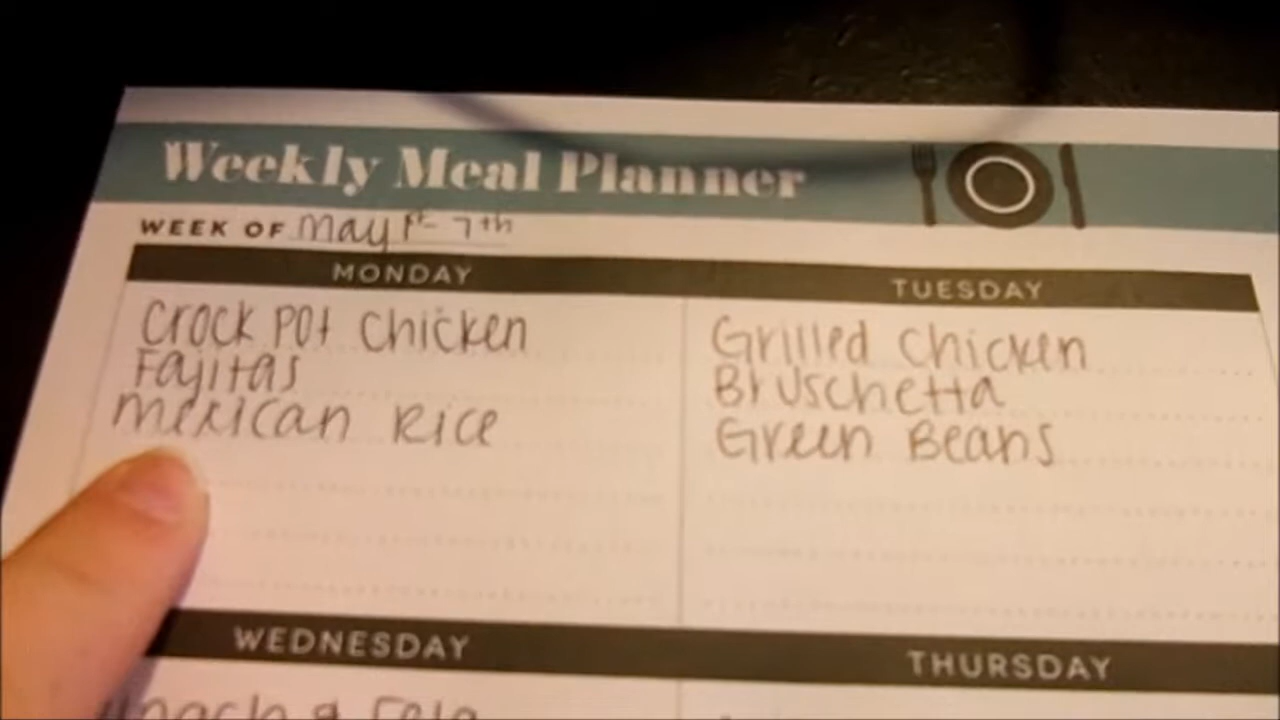 Weekly Meal Planner
WEEK OF May 1st - 7th
MONDAY
Crock Pot Chicken
Fajitas
Mexican Rice
TUESDAY
Grilled Chicken
Bruschetta
Green Beans
WEDNESDAY
THURSDAY